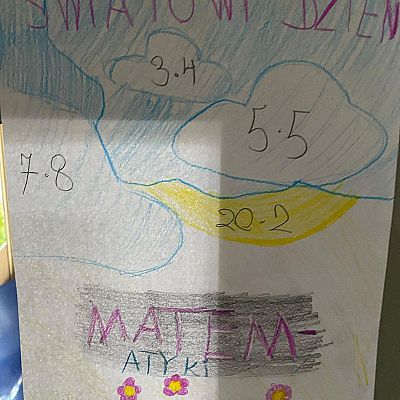 ŚWIATOWY DZIEŃ
3·4
5·5
7·8
20·2
MATEM-
ATYKI